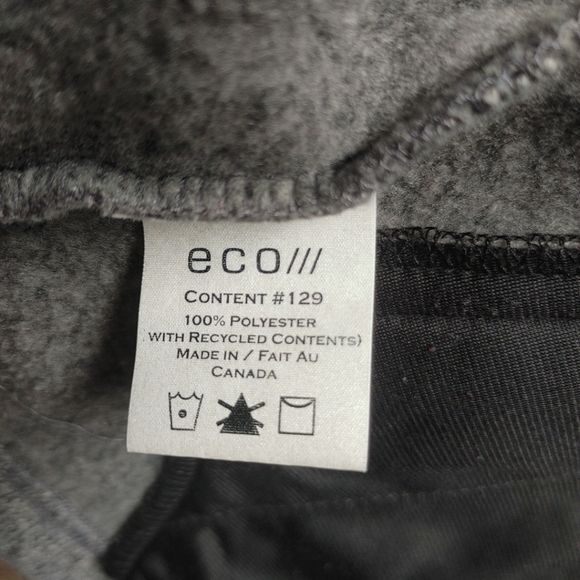 eco///
CONTENT #129
100% POLYESTER
WITH RECYCLED CONTENTS)
MADE IN / FAIT AU
CANADA